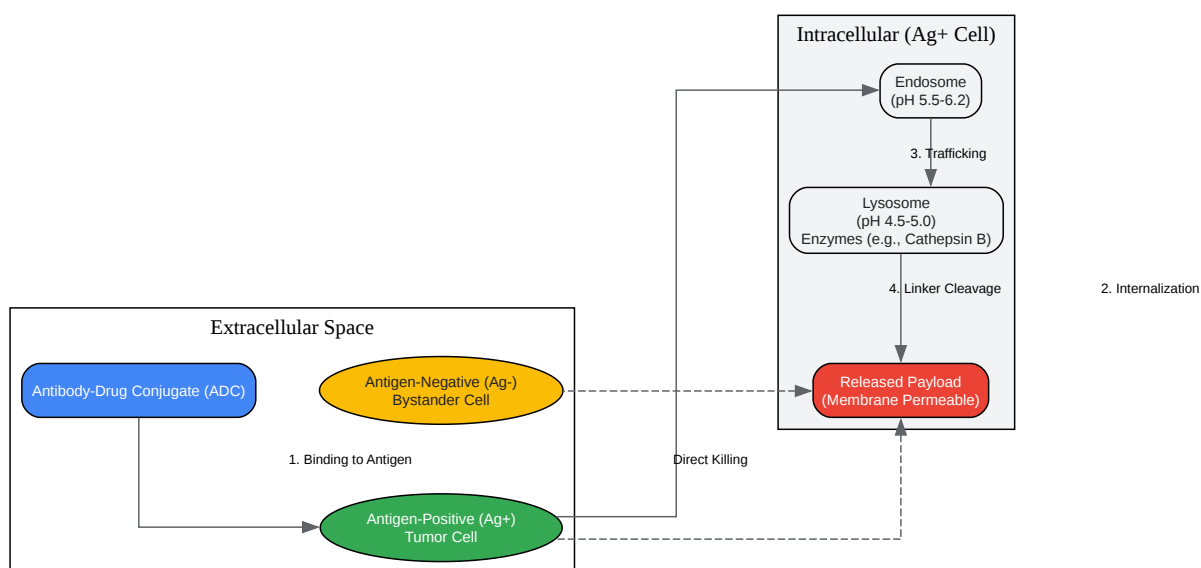 Intracellular (Ag+ Cell)
Endosome
(pH 5.5-6.2)
3. Trafficking
Lysosome
(pH 4.5-5.0)
Enzymes (e.g., Cathepsin B)
4. Linker Cleavage
2. Internalization
Extracellular Space
Antibody-Drug Conjugate (ADC)
Antigen-Negative (Ag-)
Bystander Cell
Released Payload
(Membrane Permeable)
1. Binding to Antigen
Direct Killing
Antigen-Positive (Ag+)
Tumor Cell